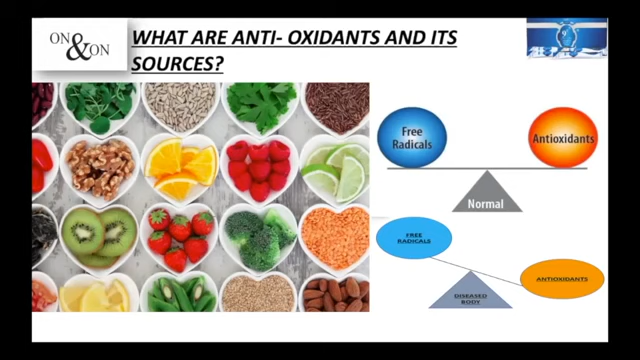 ON
&
ON
WHAT ARE ANTI- OXIDANTS AND ITS
SOURCES?
Free
Radicals
Antioxidants
Normal
FREE
RADICALS
ANTIOXIDANTS
DISEASED
BODY